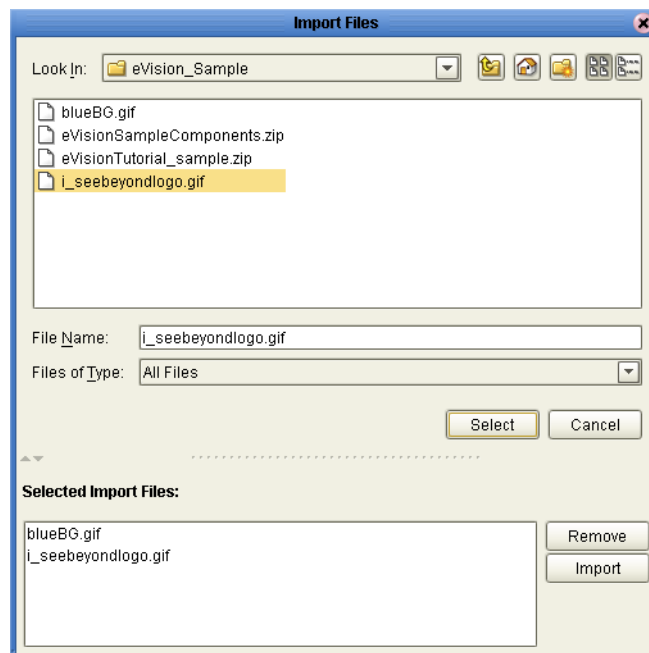 Import Files
Look In: eVision_Sample
blueBG.gif
eVisionSampleComponents.zip
eVisionTutorial_sample.zip
i_seebeyondlogo.gif
File Name: i_seebeyondlogo.gif
Files of Type: All Files
Select Cancel
Selected Import Files:
blueBG.gif
i_seebeyondlogo.gif
Remove
Import